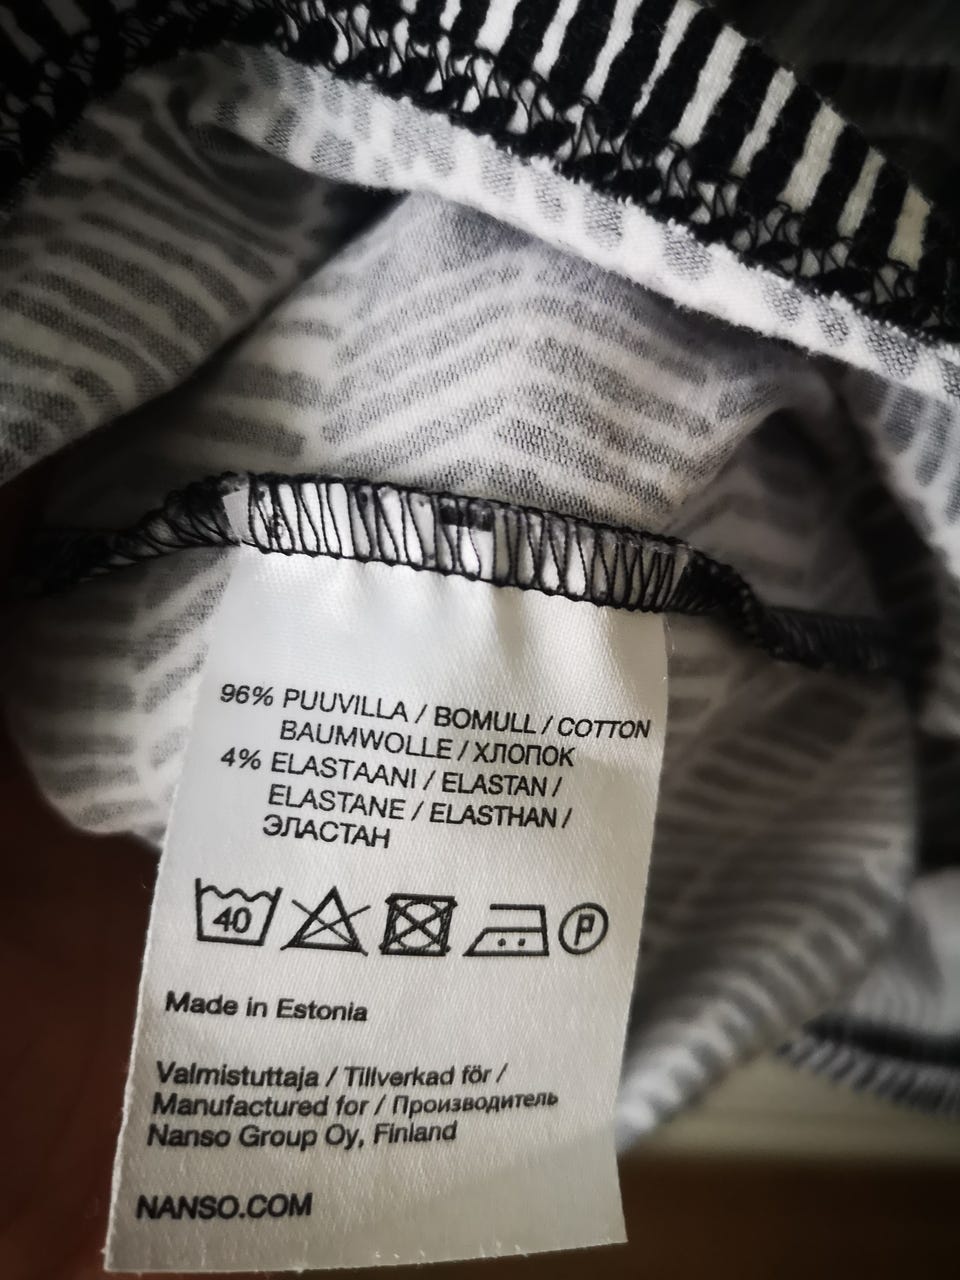 96% PUUVILLA / BOMULL / COTTON
BAUMWOLLE / ХЛОПОК
4% ELASTAANI / ELASTAN /
ELASTANE / ELASTHAN /
ЭЛАСТАН
40 P
Made in Estonia
Valmistuttaja / Tillverkad för /
Manufactured for / Производитель
Nanso Group Oy, Finland
NANSO.COM